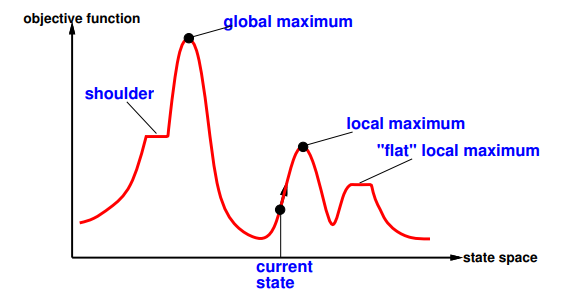 objective function
global maximum
shoulder
local maximum
"flat" local maximum
state space
current
state